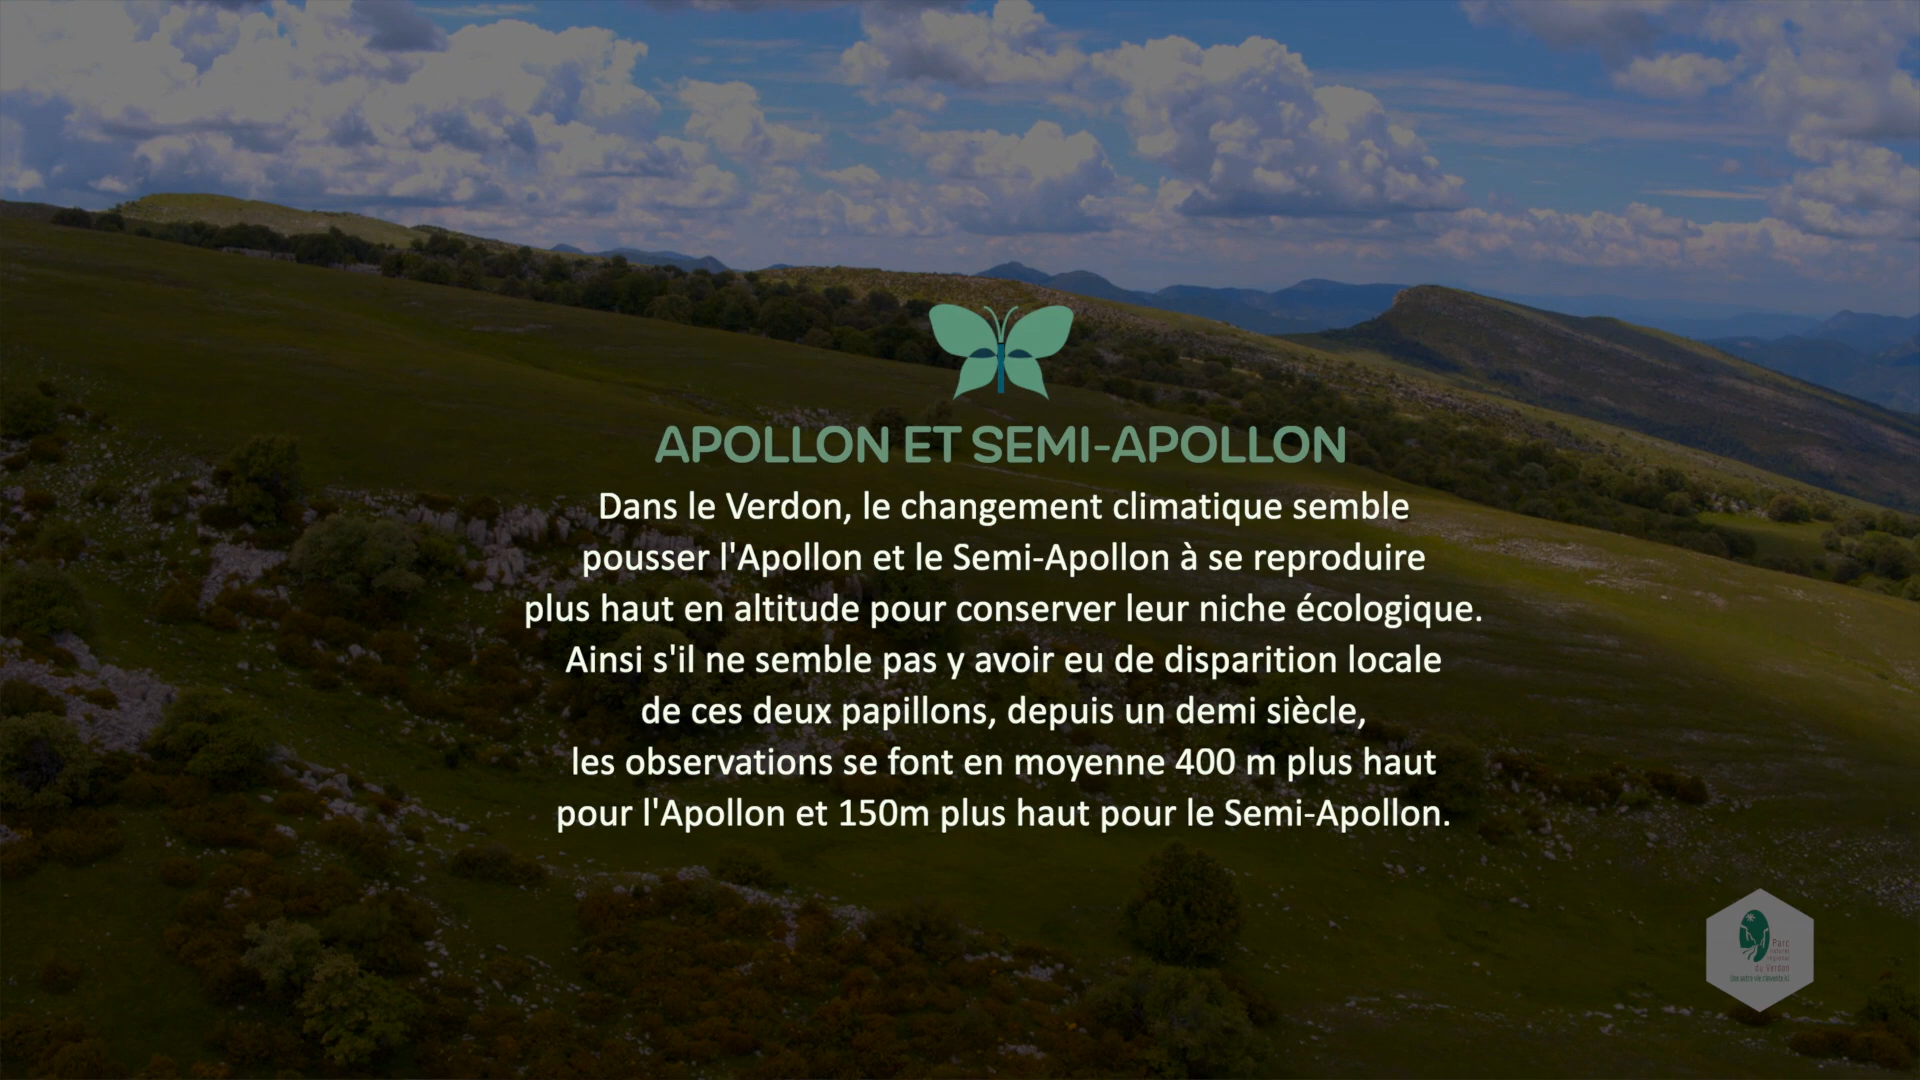 APOLLON ET SEMI-APOLLON
Dans le Verdon, le changement climatique semble
pousser l'Apollon et le Semi-Apollon à se reproduire
plus haut en altitude pour conserver leur niche écologique.
Ainsi s'il ne semble pas y avoir eu de disparition locale
de ces deux papillons, depuis un demi siècle,
les observations se font en moyenne 400 m plus haut
pour l'Apollon et 150m plus haut pour le Semi-Apollon.
Parc
naturel
régional
du Verdon